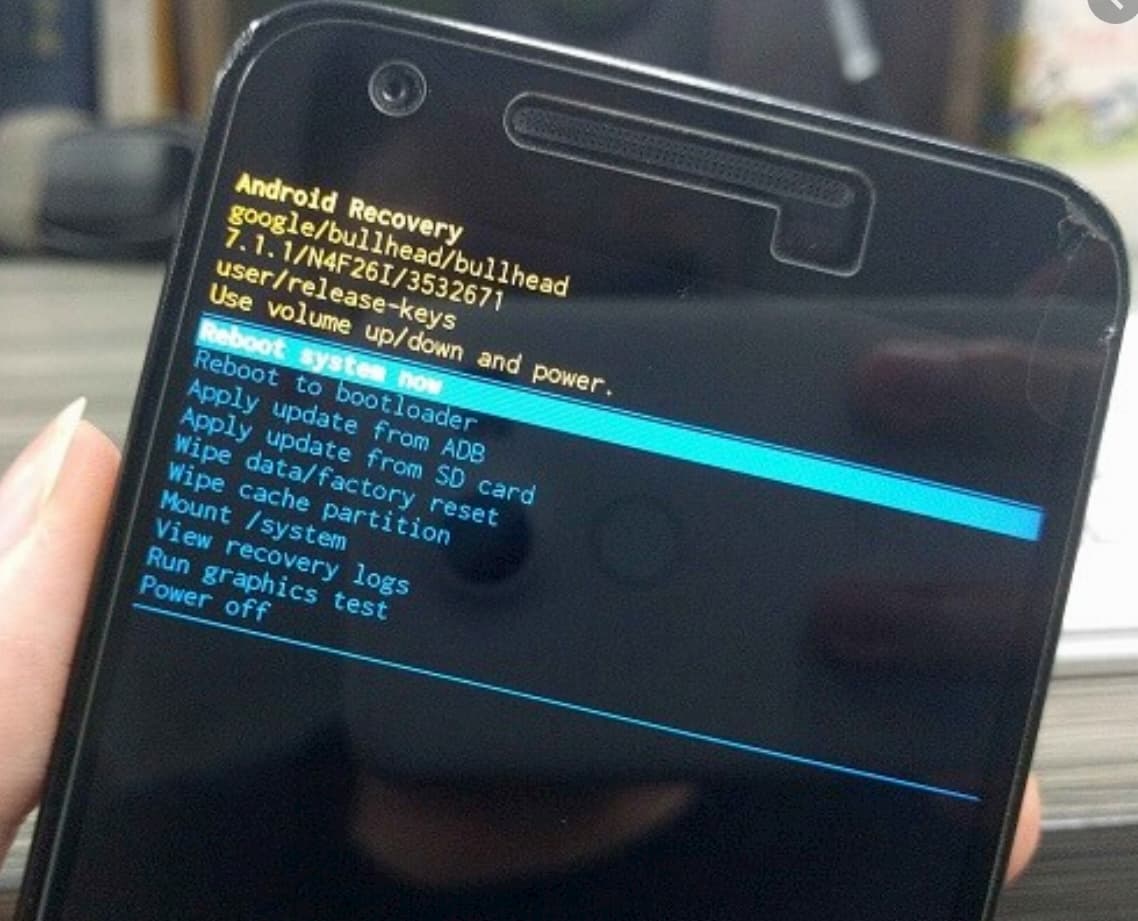 Android Recovery
google/bullhead/bullhead
7.1.1/N4F26I/3532671
user/release-keys
Use volume up/down and power.
Reboot system now
Reboot to bootloader
Apply update from ADB
Apply update from SD card
Wipe data/factory reset
Wipe cache partition
Mount /system
View recovery logs
Run graphics test
Power off